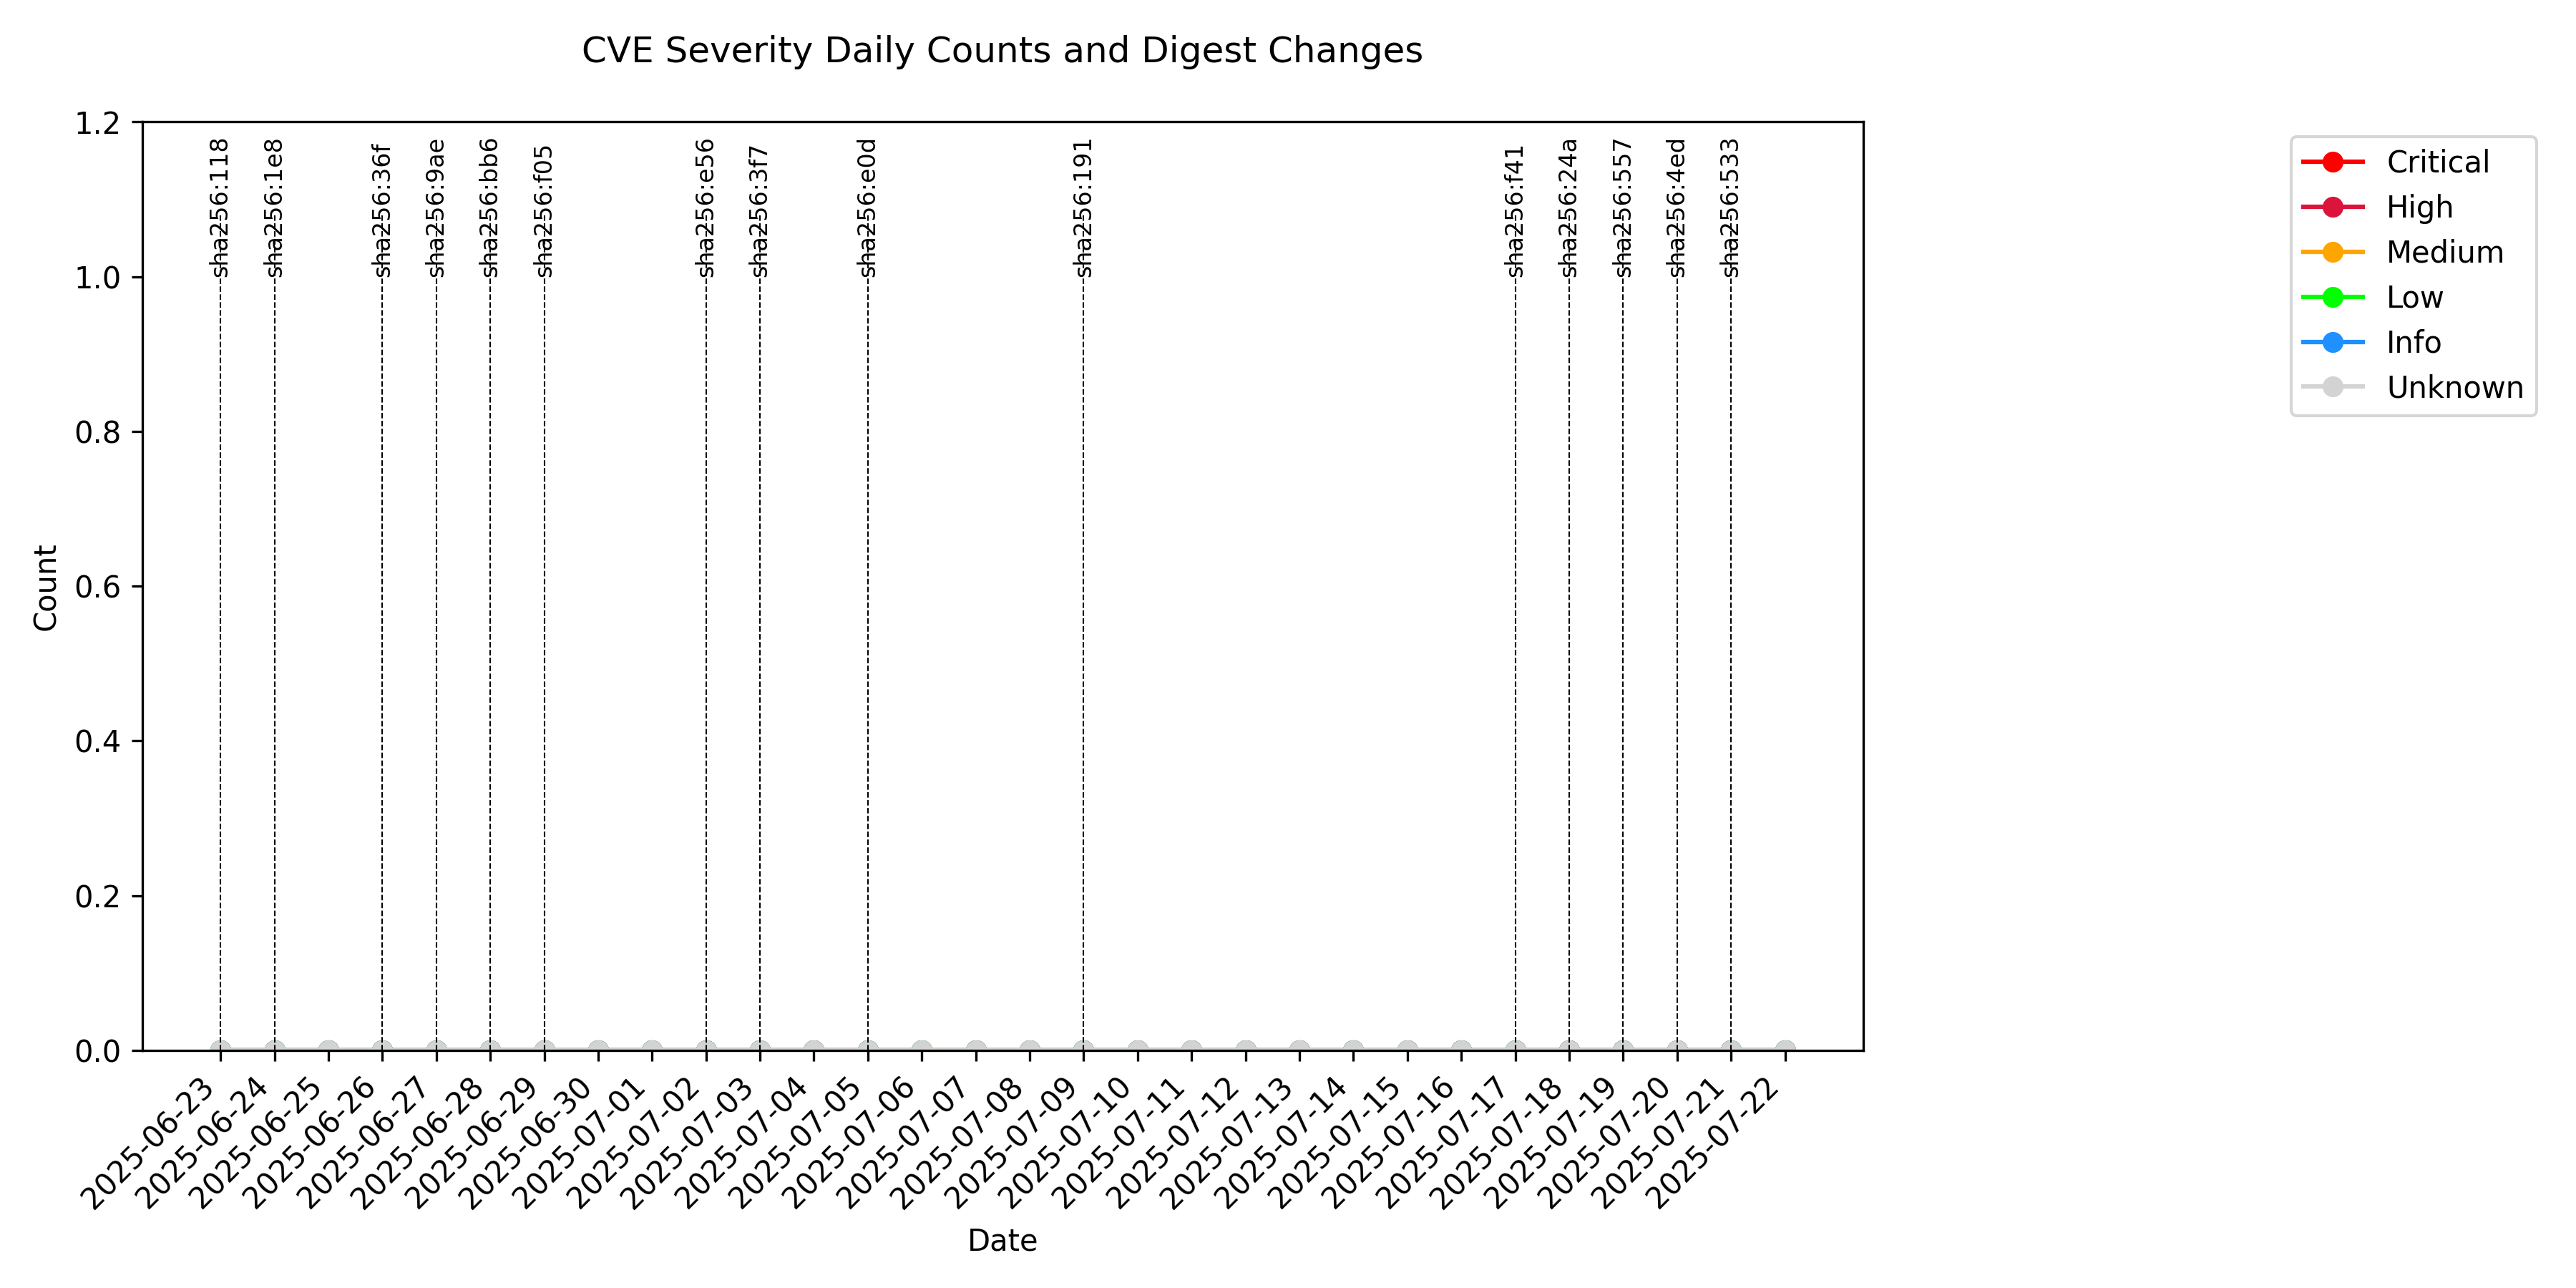 CVE Severity Daily Counts and Digest Changes
1.2
1.0
0.8
0.6
0.4
0.2
0.0
Count
sha256:118
sha256:1e8
sha256:36f
sha256:9ae
sha256:bb6
sha256:f05
sha256:e56
sha256:3f7
sha256:e0d
sha256:191
sha256:f41
sha256:24a
sha256:557
sha256:4ed
sha256:533
Critical
High
Medium
Low
Info
Unknown
2025-06-23
2025-06-24
2025-06-25
2025-06-26
2025-06-27
2025-06-28
2025-06-29
2025-06-30
2025-07-01
2025-07-02
2025-07-03
2025-07-04
2025-07-05
2025-07-06
2025-07-07
2025-07-08
2025-07-09
2025-07-10
2025-07-11
2025-07-12
2025-07-13
2025-07-14
2025-07-15
2025-07-16
2025-07-17
2025-07-18
2025-07-19
2025-07-20
2025-07-21
2025-07-22
Date